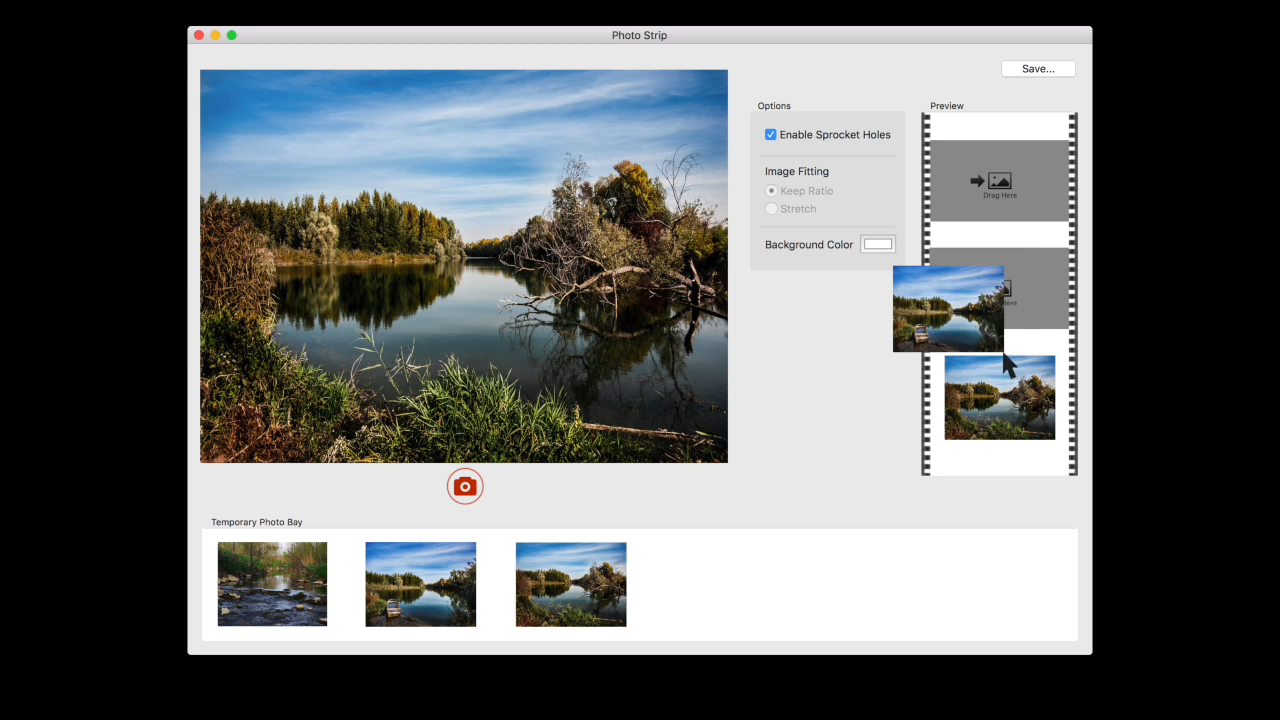 Photo Strip
Save...
Options
Preview
Enable Sprocket Holes
Image Fitting
Keep Ratio
Stretch
Background Color
Drag Here
Here
Temporary Photo Bay